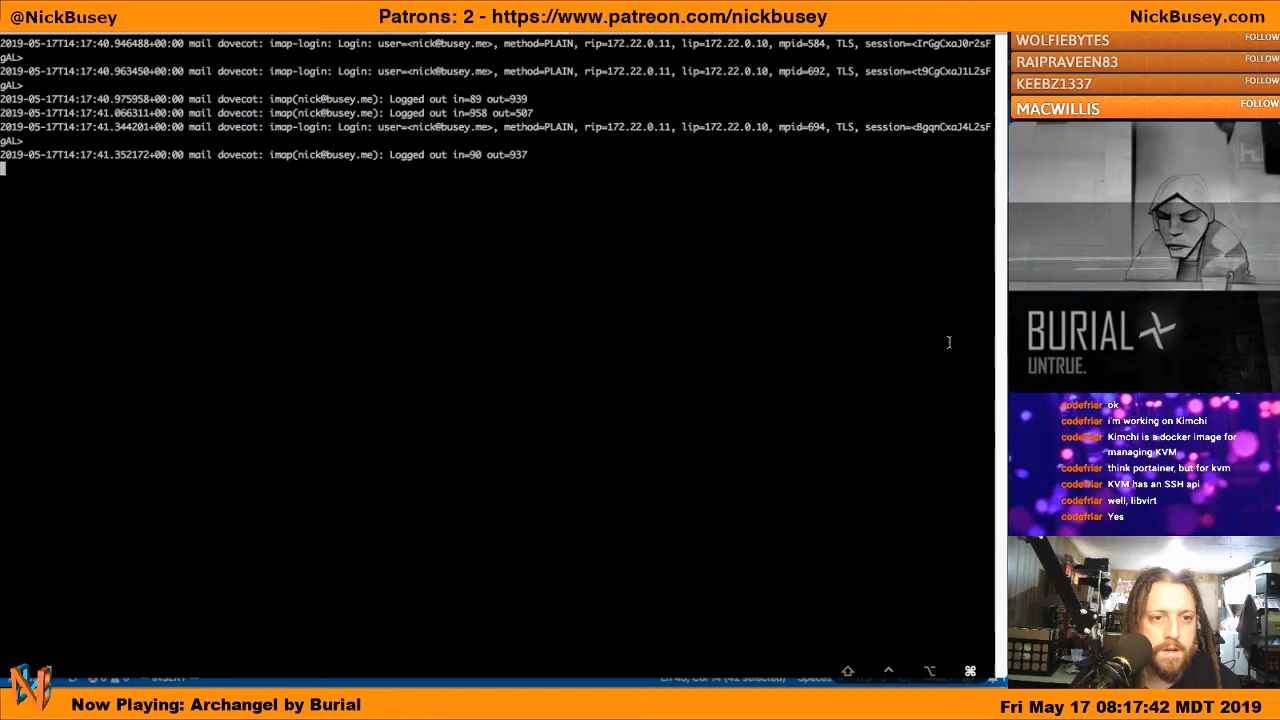 @NickBusey
Patrons: 2 - https://www.patreon.com/nickbusey
NickBusey.com
2019-05-17T14:17:40.946488+00:00 mail dovecot: imap-login: Login: user=<nick@busey.me>, method=PLAIN, rip=172.22.0.11, lip=172.22.0.10, mpid=584, TLS, session=<IrGgCxaJ0r2sF
gAL>
2019-05-17T14:17:40.963450+00:00 mail dovecot: imap-login: Login: user=<nick@busey.me>, method=PLAIN, rip=172.22.0.11, lip=172.22.0.10, mpid=692, TLS, session=<t9CgCxaJ1L2sF
gAL>
2019-05-17T14:17:40.975958+00:00 mail dovecot: imap(nick@busey.me): Logged out in=89 out=939
2019-05-17T14:17:41.066311+00:00 mail dovecot: imap(nick@busey.me): Logged out in=958 out=507
2019-05-17T14:17:41.344201+00:00 mail dovecot: imap-login: Login: user=<nick@busey.me>, method=PLAIN, rip=172.22.0.11, lip=172.22.0.10, mpid=694, TLS, session=<BgqnCxaJ4L2sF
gAL>
2019-05-17T14:17:41.352172+00:00 mail dovecot: imap(nick@busey.me): Logged out in=90 out=937
WOLFIEBYTES FOLLOW
RAIPRAVEEN83 FOLLOW
KEEBZ1337 FOLLOW
MACWILLIS FOLLOW
BURIAL
UNTRUE.
codefriar ok
codefriar i'm working on Kimchi
codefriar Kimchi is a docker image for
managing KVM
codefriar think portainer, but for kvm
codefriar KVM has an SSH api
codefriar well, libvirt
codefriar Yes
Now Playing: Archangel by Burial
Fri May 17 08:17:42 MDT 2019